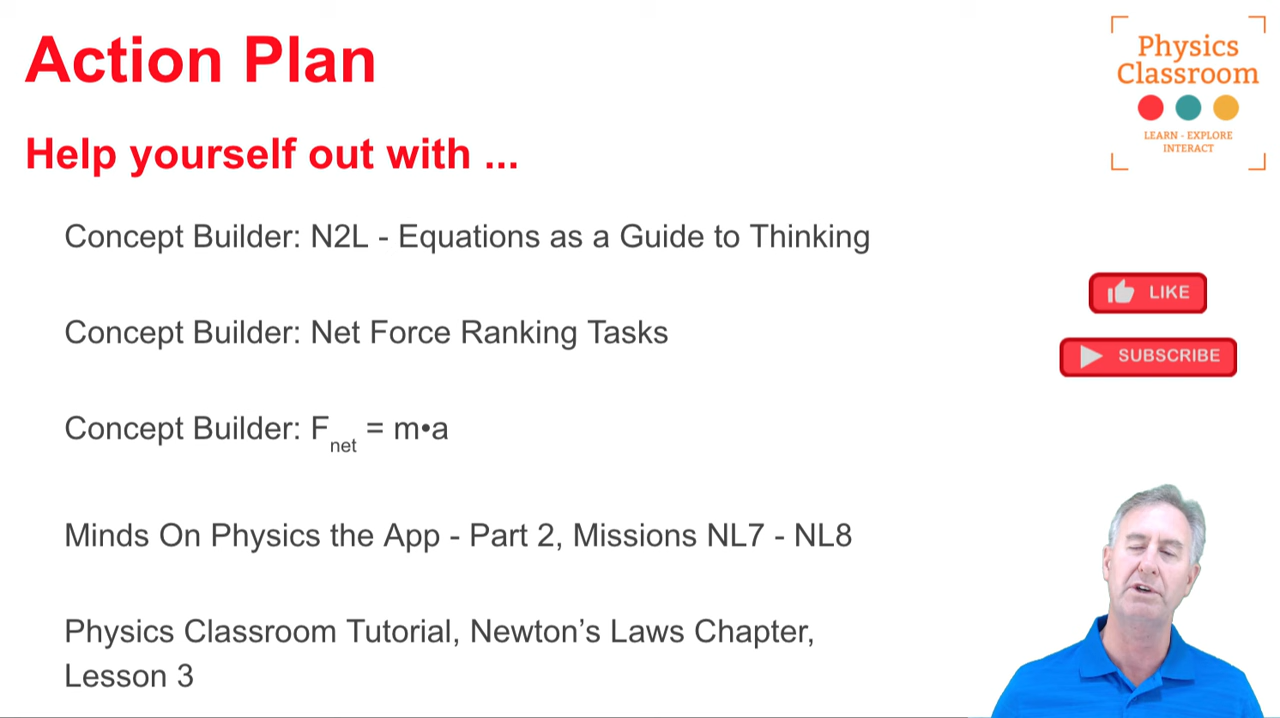 Action Plan
Physics
Classroom
LEARN - EXPLORE
INTERACT
Help yourself out with ...
Concept Builder: N2L - Equations as a Guide to Thinking
LIKE
Concept Builder: Net Force Ranking Tasks
SUBSCRIBE
Concept Builder: Fnet = m•a
Minds On Physics the App - Part 2, Missions NL7 - NL8
Physics Classroom Tutorial, Newton’s Laws Chapter,
Lesson 3